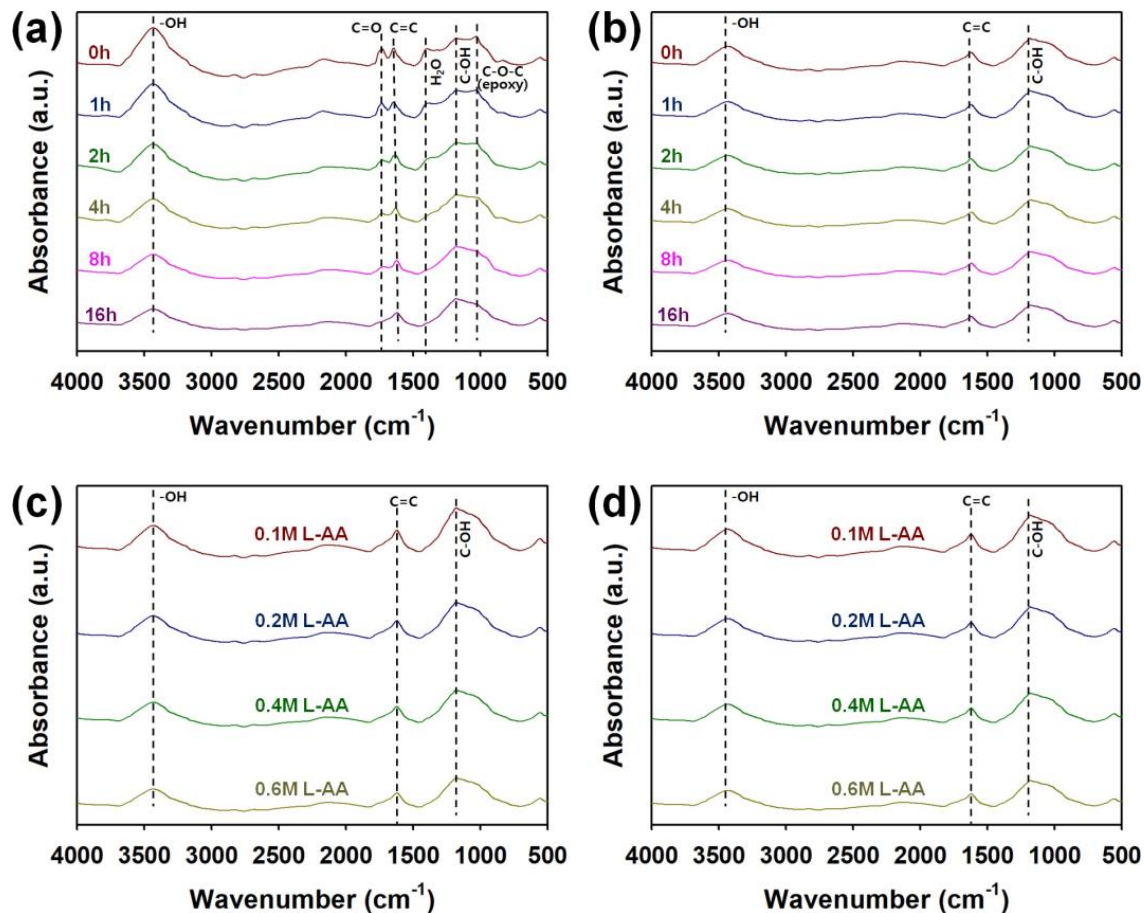 (a)
-OH
C=O
C=C
H₂O
C-OH
C-O-C
(epoxy)
0h
1h
2h
4h
8h
16h
Absorbance (a.u.)
4000 3500 3000 2500 2000 1500 1000 500
Wavenumber (cm⁻¹)
(b)
-OH
C=C
C-OH
0h
1h
2h
4h
8h
16h
Absorbance (a.u.)
4000 3500 3000 2500 2000 1500 1000 500
Wavenumber (cm⁻¹)
(c)
-OH
C=C
C-OH
0.1M L-AA
0.2M L-AA
0.4M L-AA
0.6M L-AA
Absorbance (a.u.)
4000 3500 3000 2500 2000 1500 1000 500
Wavenumber (cm⁻¹)
(d)
-OH
C=C
C-OH
0.1M L-AA
0.2M L-AA
0.4M L-AA
0.6M L-AA
Absorbance (a.u.)
4000 3500 3000 2500 2000 1500 1000 500
Wavenumber (cm⁻¹)